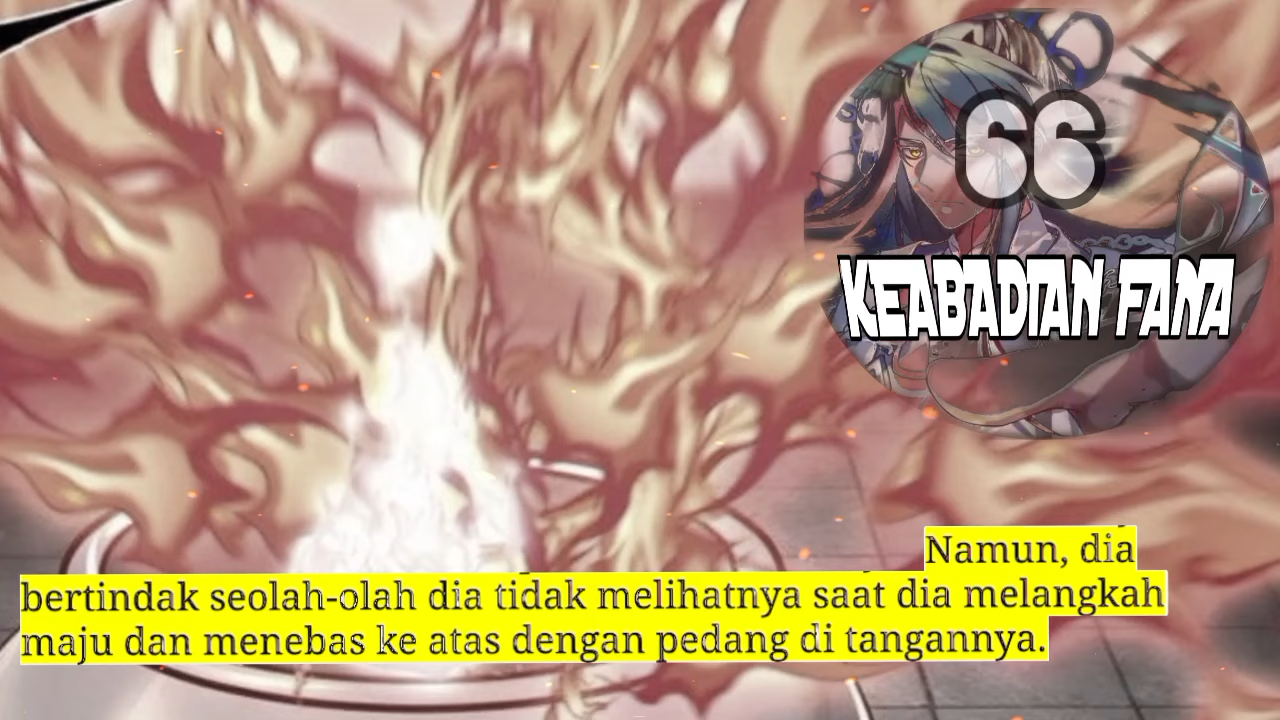 66
KEABADIAN FANA
Namun, dia
bertindak seolah-olah dia tidak melihatnya saat dia melangkah
maju dan menebas ke atas dengan pedang di tangannya.